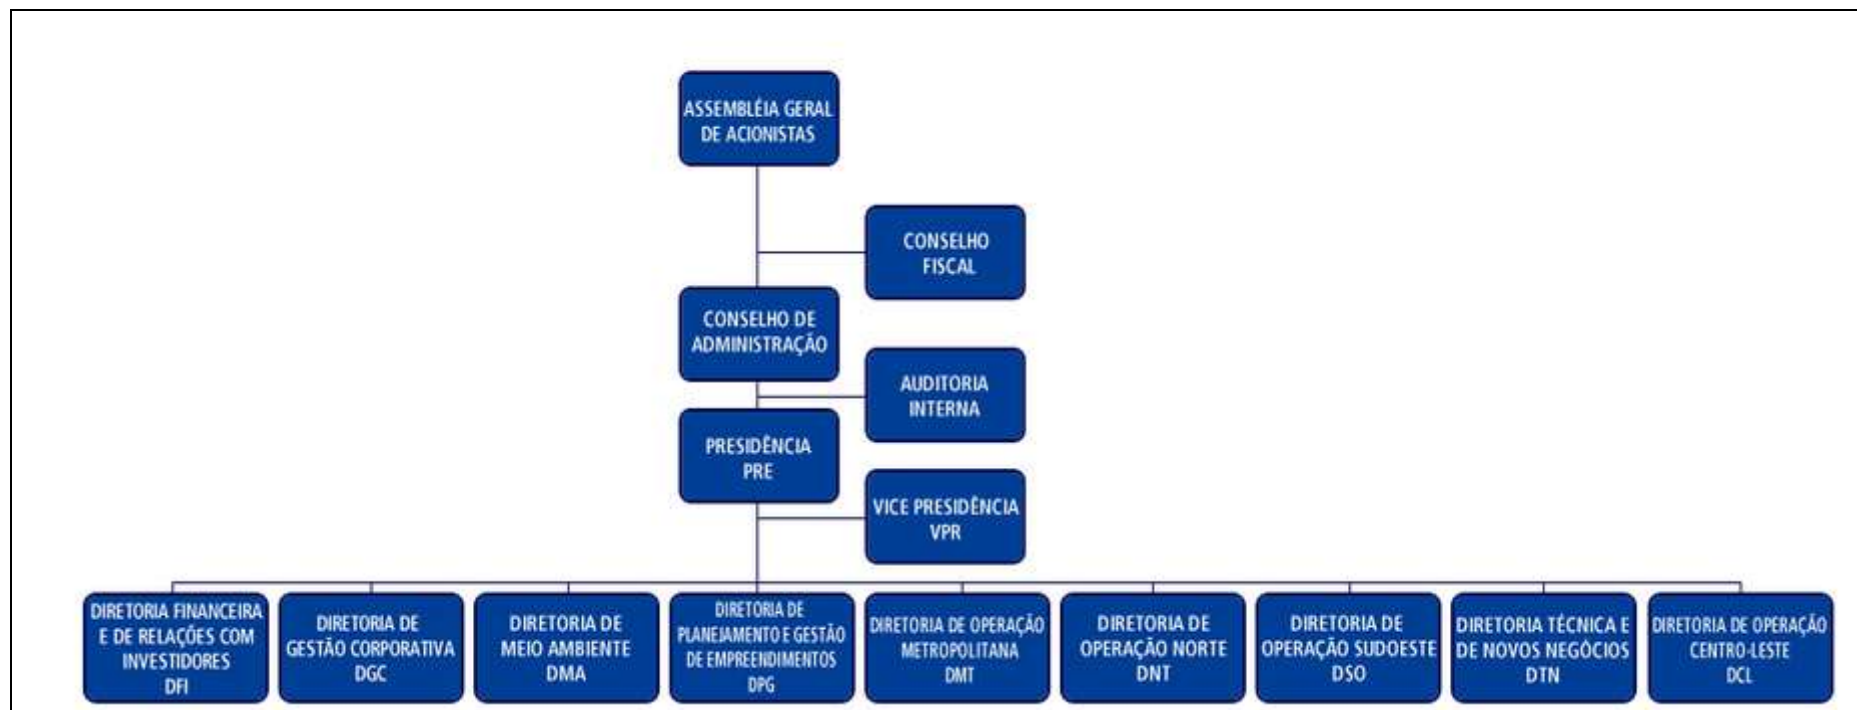 ASSEMBLÉIA GERAL
DE ACIONISTAS
CONSELHO
FISCAL
CONSELHO DE
ADMINISTRAÇÃO
AUDITORIA
INTERNA
PRESIDÊNCIA
PRE
VICE PRESIDÊNCIA
VPR
DIRETORIA FINANCEIRA
E DE RELAÇÕES COM
INVESTIDORES
DFI
DIRETORIA DE
GESTÃO CORPORATIVA
DGC
DIRETORIA DE
MEIO AMBIENTE
DMA
DIRETORIA DE
PLANEJAMENTO E GESTÃO
DE EMPREENDIMENTOS
DPG
DIRETORIA DE OPERAÇÃO
METROPOLITANA
DMT
DIRETORIA DE
OPERAÇÃO NORTE
DNT
DIRETORIA DE
OPERAÇÃO SUDOESTE
DSO
DIRETORIA TÉCNICA E
DE NOVOS NEGÓCIOS
DTN
DIRETORIA DE OPERAÇÃO
CENTRO-LESTE
DCL